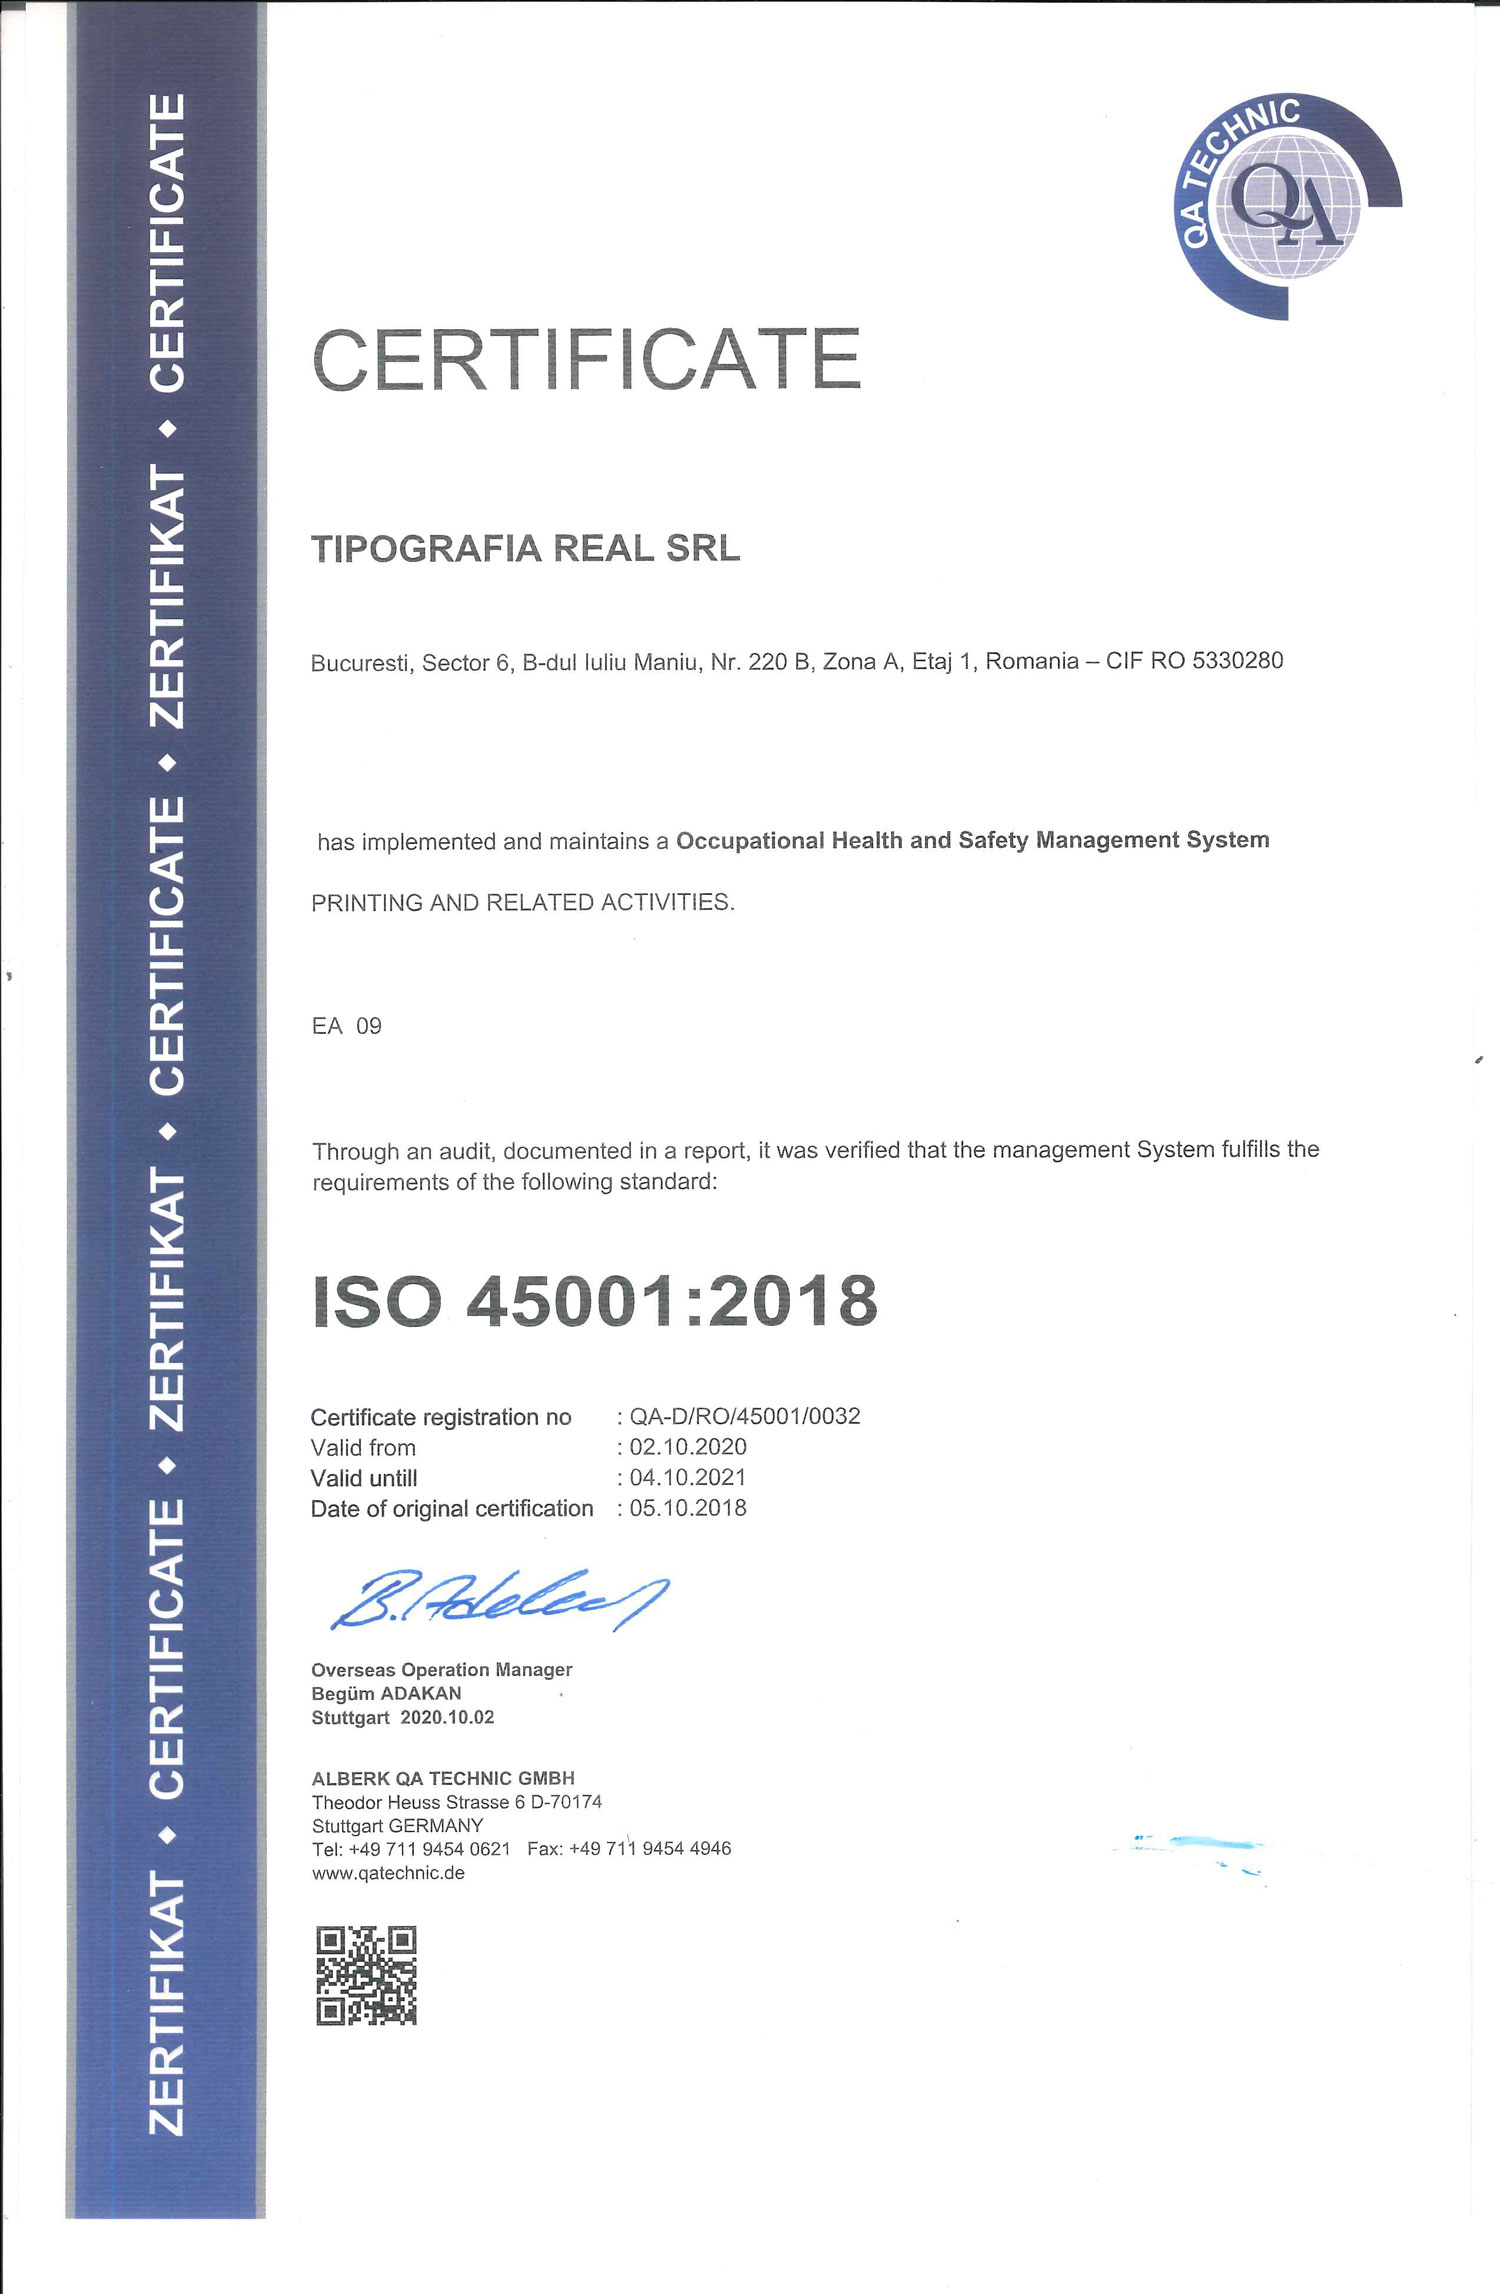 ZERTIFIKAT ◆ CERTIFICATE ◆ ZERTIFIKAT ◆ CERTIFICATE ◆ ZERTIFIKAT ◆ CERTIFICATE
QA TECHNIC
QA
CERTIFICATE
TIPOGRAFIA REAL SRL
Bucuresti, Sector 6, B-dul Iuliu Maniu, Nr. 220 B, Zona A, Etaj 1, Romania – CIF RO 5330280
has implemented and maintains a Occupational Health and Safety Management System
PRINTING AND RELATED ACTIVITIES.
EA 09
Through an audit, documented in a report, it was verified that the management System fulfills the
requirements of the following standard:
ISO 45001:2018
Certificate registration no : QA-D/RO/45001/0032
Valid from : 02.10.2020
Valid untill : 04.10.2021
Date of original certification : 05.10.2018
Overseas Operation Manager
Begüm ADAKAN
Stuttgart 2020.10.02
ALBERK QA TECHNIC GMBH
Theodor Heuss Strasse 6 D-70174
Stuttgart GERMANY
Tel: +49 711 9454 0621 Fax: +49 711 9454 4946
www.qatechnic.de